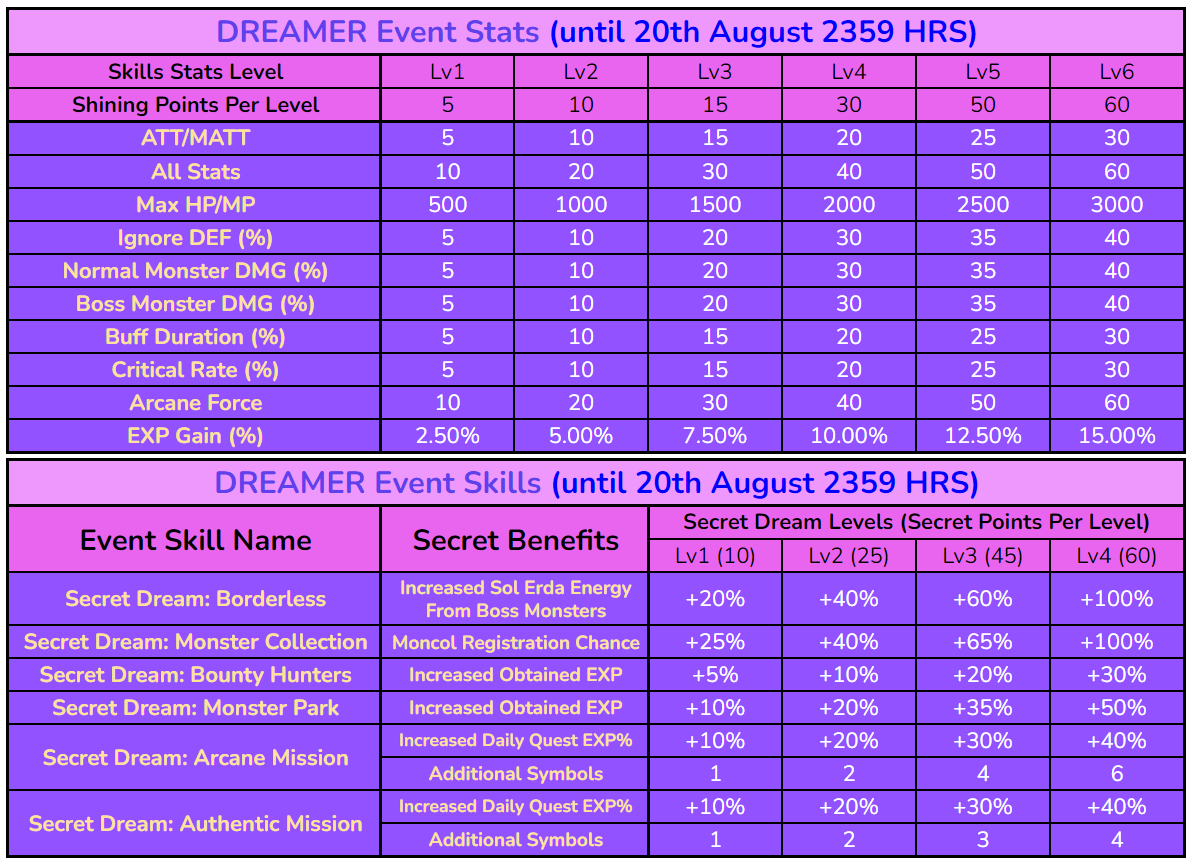 DREAMER Event Stats (until 20th August 2359 HRS)
Skills Stats Level Lv1 Lv2 Lv3 Lv4 Lv5 Lv6
Shining Points Per Level 5 10 15 30 50 60
ATT/MATT 5 10 15 20 25 30
All Stats 10 20 30 40 50 60
Max HP/MP 500 1000 1500 2000 2500 3000
Ignore DEF (%) 5 10 20 30 35 40
Normal Monster DMG (%) 5 10 20 30 35 40
Boss Monster DMG (%) 5 10 20 30 35 40
Buff Duration (%) 5 10 15 20 25 30
Critical Rate (%) 5 10 15 20 25 30
Arcane Force 10 20 30 40 50 60
EXP Gain (%) 2.50% 5.00% 7.50% 10.00% 12.50% 15.00%
DREAMER Event Skills (until 20th August 2359 HRS)
Event Skill Name Secret Benefits Secret Dream Levels (Secret Points Per Level)
Lv1 (10) Lv2 (25) Lv3 (45) Lv4 (60)
Secret Dream: Borderless Increased Sol Erda Energy
From Boss Monsters +20% +40% +60% +100%
Secret Dream: Monster Collection Moncol Registration Chance +25% +40% +65% +100%
Secret Dream: Bounty Hunters Increased Obtained EXP +5% +10% +20% +30%
Secret Dream: Monster Park Increased Obtained EXP +10% +20% +35% +50%
Secret Dream: Arcane Mission Increased Daily Quest EXP% +10% +20% +30% +40%
Additional Symbols 1 2 4 6
Secret Dream: Authentic Mission Increased Daily Quest EXP% +10% +20% +30% +40%
Additional Symbols 1 2 3 4